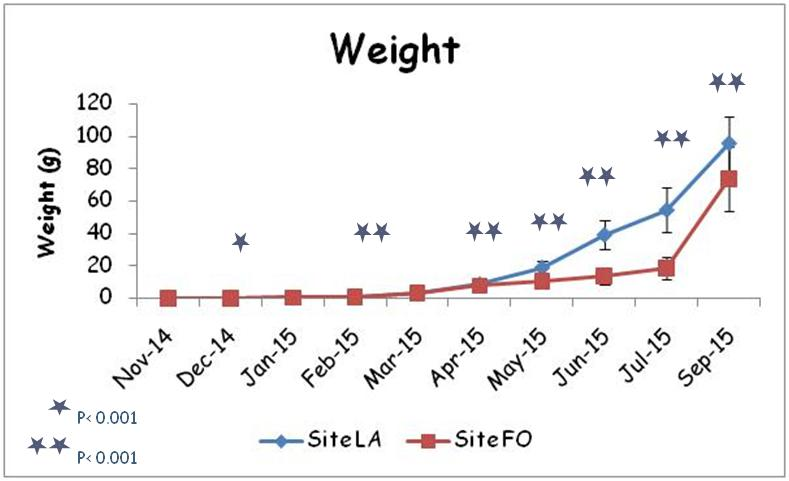 Weight
Weight (g)
120
100
80
60
40
20
0
Nov-14
Dec-14
Jan-15
Feb-15
Mar-15
Apr-15
May-15
Jun-15
Jul-15
Sep-15
P< 0.001
P< 0.001
SiteLA
SiteFO